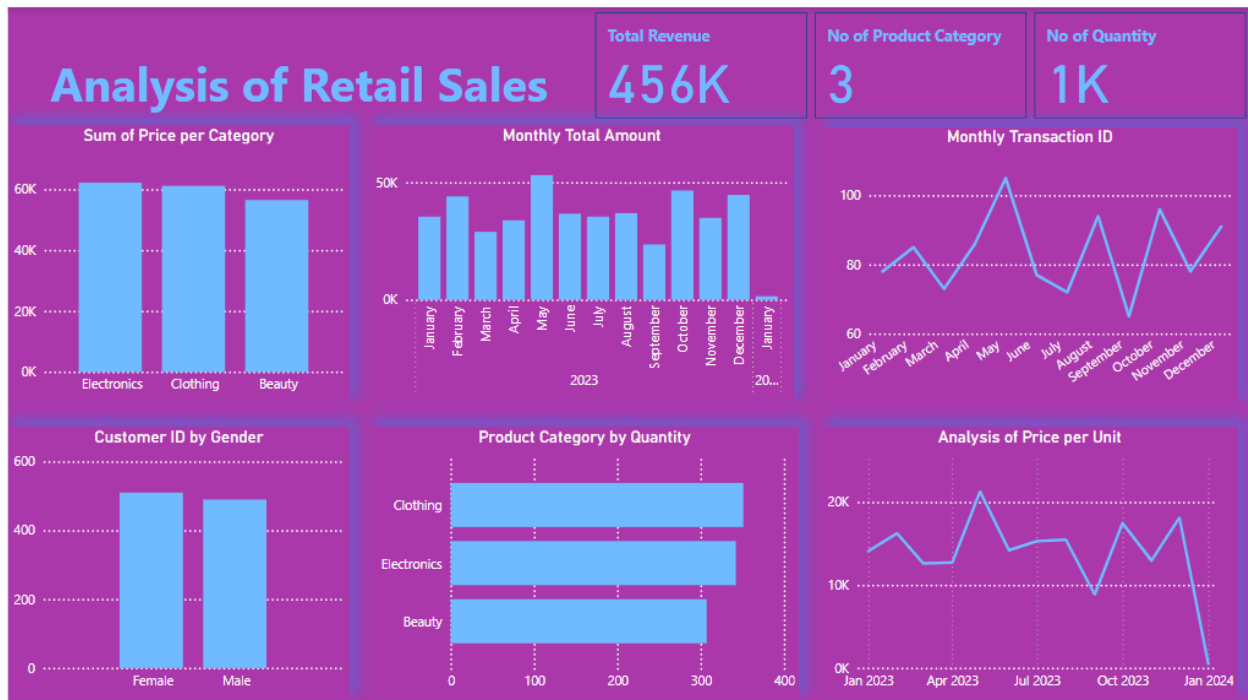 Analysis of Retail Sales
Total Revenue
456K
No of Product Category
3
No of Quantity
1K
Sum of Price per Category
60K
40K
20K
0K
Electronics
Clothing
Beauty
Monthly Total Amount
50K
0K
January
February
March
April
May
June
July
August
September
October
November
December
January
2023
20...
Monthly Transaction ID
100
80
60
January
February
March
April
May
June
July
August
September
October
November
December
Customer ID by Gender
600
400
200
0
Female
Male
Product Category by Quantity
Clothing
Electronics
Beauty
0
100
200
300
400
Analysis of Price per Unit
20K
10K
0K
Jan 2023
Apr 2023
Jul 2023
Oct 2023
Jan 2024